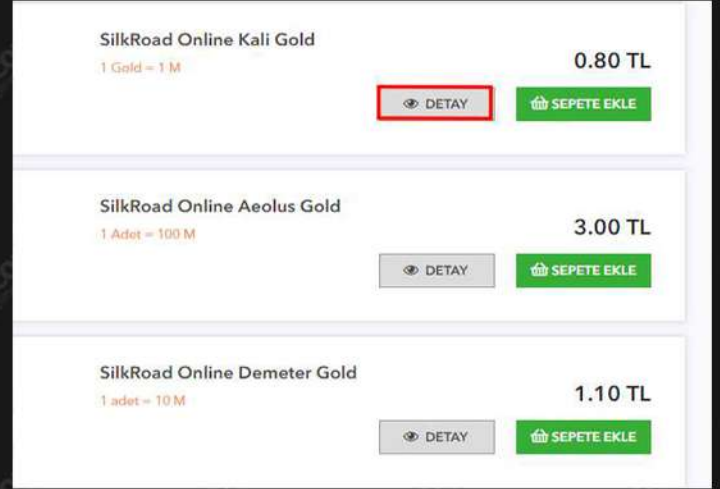 SilkRoad Online Kali Gold
1 Gold = 1 M
0.80 TL
DETAY
SEPETE EKLE
SilkRoad Online Aeolus Gold
1 Adet = 100 M
3.00 TL
DETAY
SEPETE EKLE
SilkRoad Online Demeter Gold
1 adet = 10 M
1.10 TL
DETAY
SEPETE EKLE